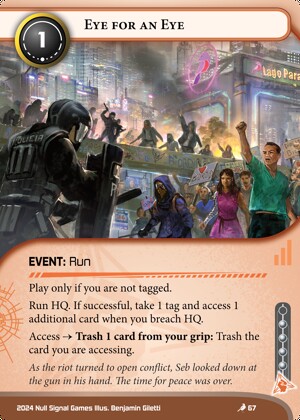 1
EYE FOR AN EYE
Lago Para
POLICIA
EVENT: Run
Play only if you are not tagged.
Run HQ. If successful, take 1 tag and access 1
additional card when you breach HQ.
Access → Trash 1 card from your grip: Trash the
card you are accessing.
As the riot turned to open conflict, Seb looked down at
the gun in his hand. The time for peace was over.
2024 Null Signal Games Illus. Benjamin Giletti
67